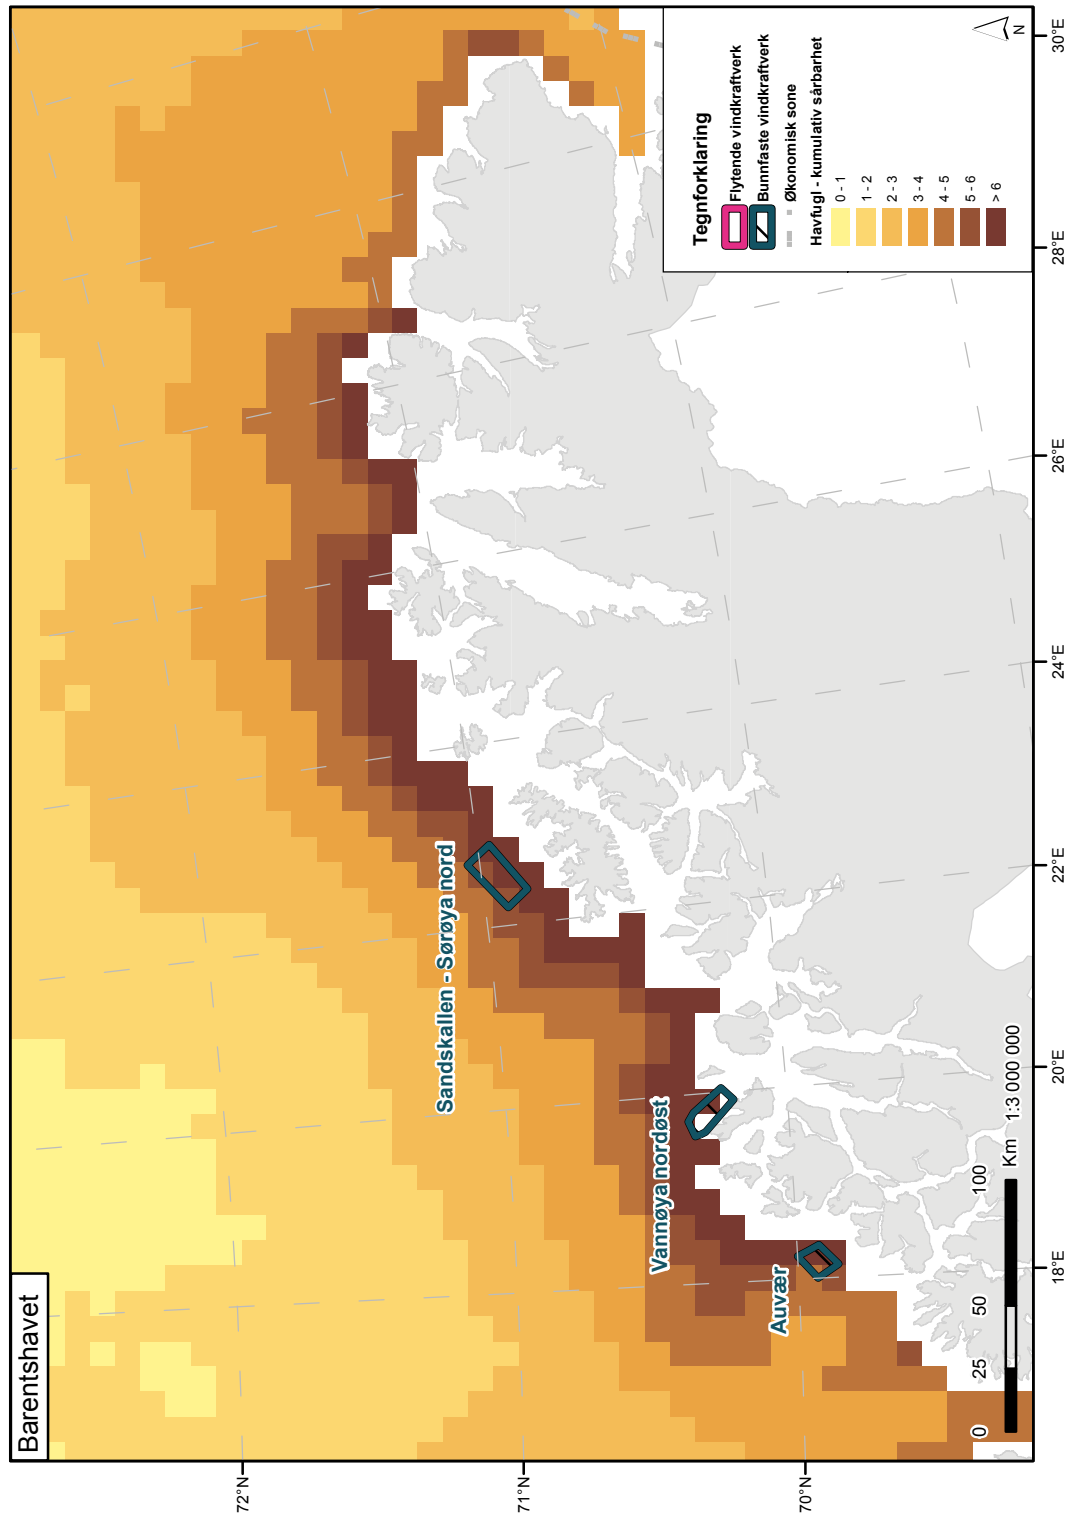 Barentshavet
Sandskallen - Sørøya nord
Vannøya nordøst
Auvær
Tegnforklaring
Flytende vindkraftverk
Bunnfaste vindkraftverk
Økonomisk sone
Havfugl - kumulativ sårbarhet
0 - 1
1 - 2
2 - 3
3 - 4
4 - 5
5 - 6
> 6
N
0 25 50 100
Km 1:3 000 000
72°N
71°N
70°N
18°E
20°E
22°E
24°E
26°E
28°E
30°E